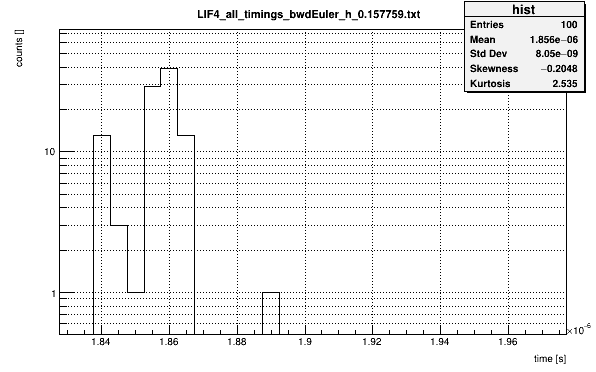 LIF4_all_timings_bwdEuler_h_0.157759.txt
hist
Entries 100
Mean 1.856e−06
Std Dev 8.05e−09
Skewness −0.2048
Kurtosis 2.535
counts []
10
1
1.84 1.86 1.88 1.9 1.92 1.94 1.96
×10−6
time [s]